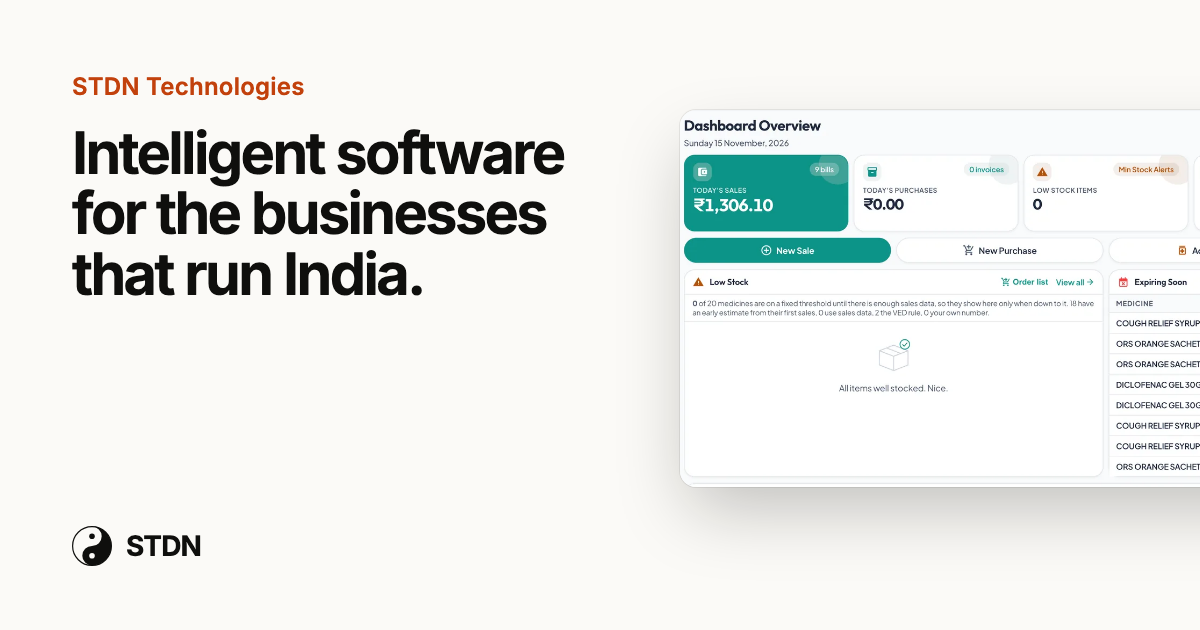 STDN Technologies
Intelligent software
for the businesses
that run India.
STDN
Dashboard Overview
Sunday 15 November, 2026
9 bills
TODAY'S SALES
₹1,306.10
0 invoices
TODAY'S PURCHASES
₹0.00
Min Stock Alerts
LOW STOCK ITEMS
0
New Sale
New Purchase
Low Stock
Order list
View all →
0 of 20 medicines are on a fixed threshold until there is enough sales data, so they show here only when down to it. 18 have
an early estimate from their first sales, 0 use sales data, 2 the VED rule, 0 your own number.
All items well stocked. Nice.
Expiring Soon
MEDICINE
COUGH RELIEF SYRUP
ORS ORANGE SACHET
ORS ORANGE SACHET
DICLOFENAC GEL 30G
DICLOFENAC GEL 30G
COUGH RELIEF SYRUP
COUGH RELIEF SYRUP
ORS ORANGE SACHET